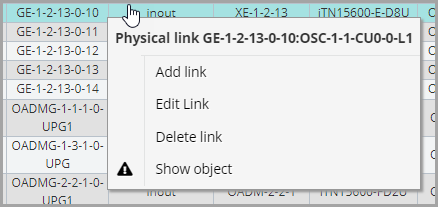 GE-1-2-13-0-10 inout XE-1-2-13 iTN15600-E-D8U O
GE-1-2-13-0-11
Physical link GE-1-2-13-0-10:OSC-1-1-CU0-0-L1
GE-1-2-13-0-12
GE-1-2-13-0-13
GE-1-2-13-0-14
Add link
Edit Link
Delete link
Show object
OADMG-1-1-1-0-
UPG1
OADMG-1-3-1-0-
UPG
OADMG-2-2-1-0-
UPG1
inout OADM-2-2-1